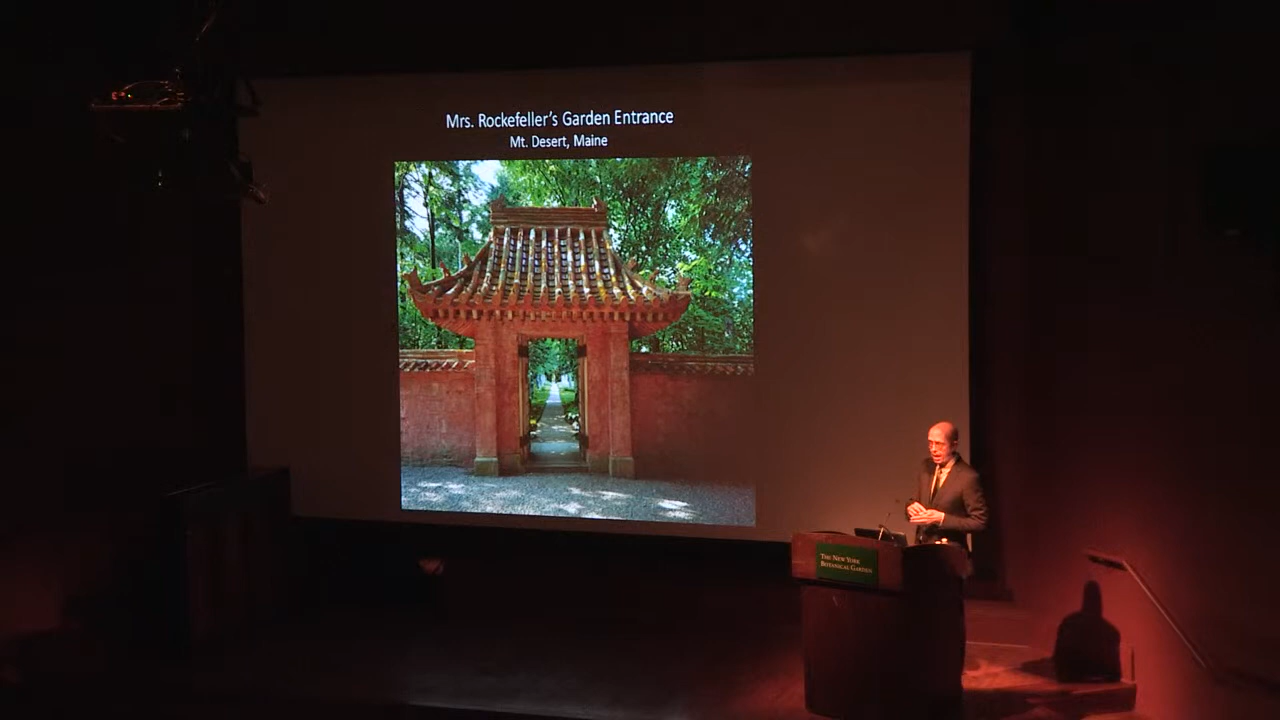 Mrs. Rockefeller's Garden Entrance
Mt. Desert, Maine
The New York
Botanical Garden